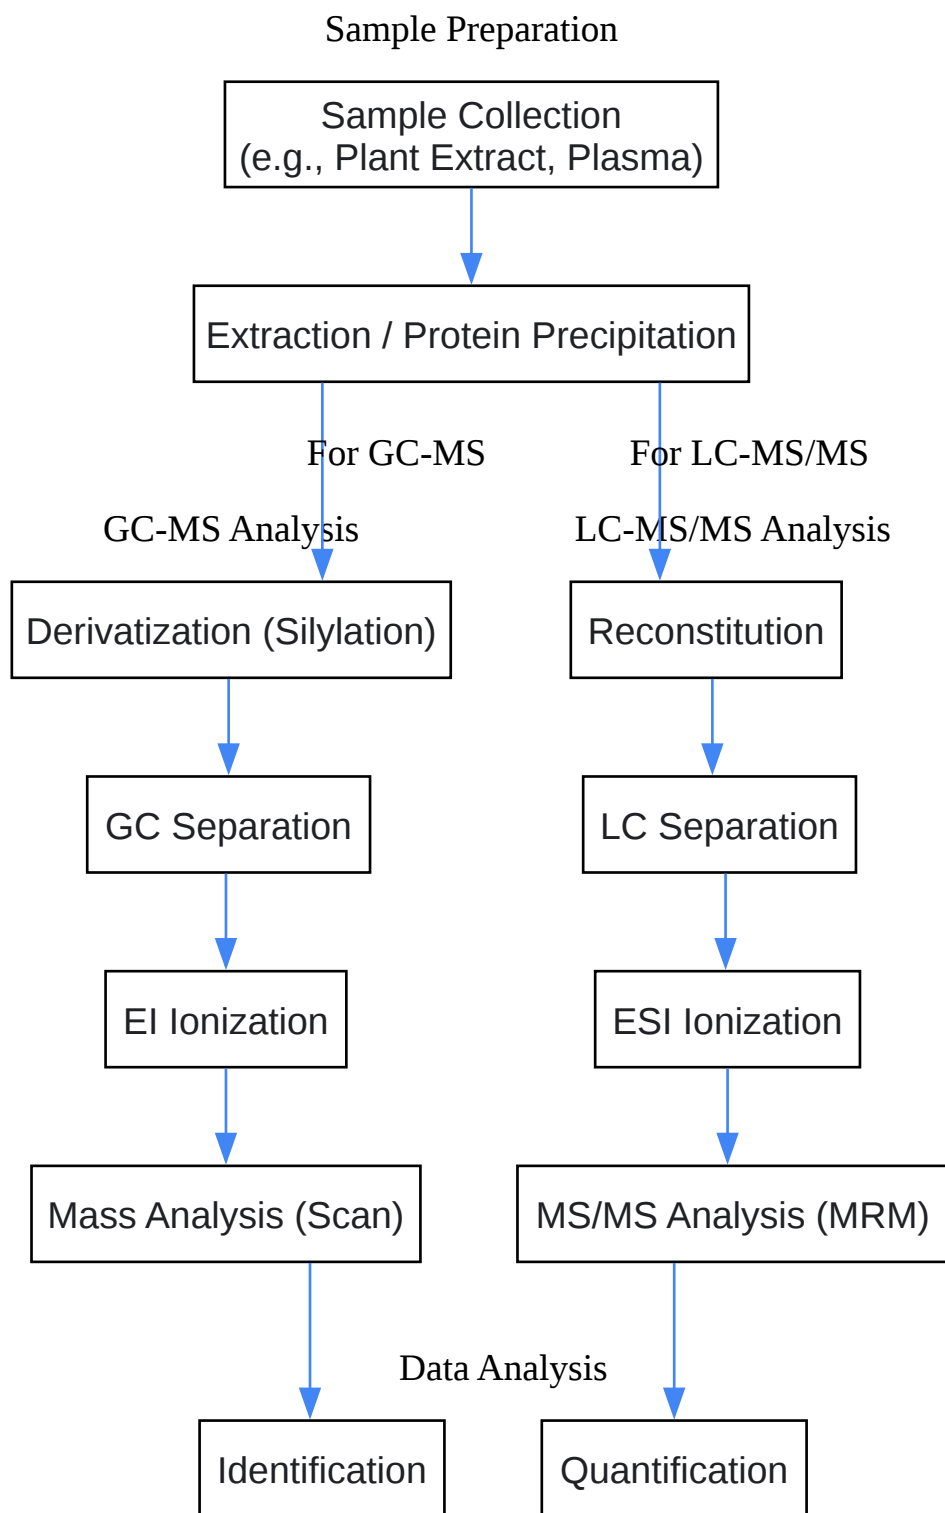 Sample Preparation
Sample Collection
(e.g., Plant Extract, Plasma)
Extraction / Protein Precipitation
For GC-MS
For LC-MS/MS
GC-MS Analysis
LC-MS/MS Analysis
Derivatization (Silylation)
Reconstitution
GC Separation
LC Separation
EI Ionization
ESI Ionization
Mass Analysis (Scan)
MS/MS Analysis (MRM)
Data Analysis
Identification
Quantification